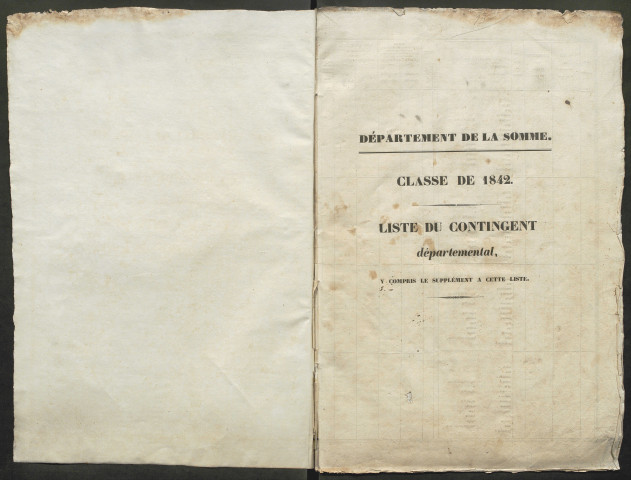 DÉPARTEMENT DE LA SOMME.
CLASSE DE 1842.
LISTE DU CONTINGENT
départemental,
Y COMPRIS LE SUPPLÉMENT A CETTE LISTE.